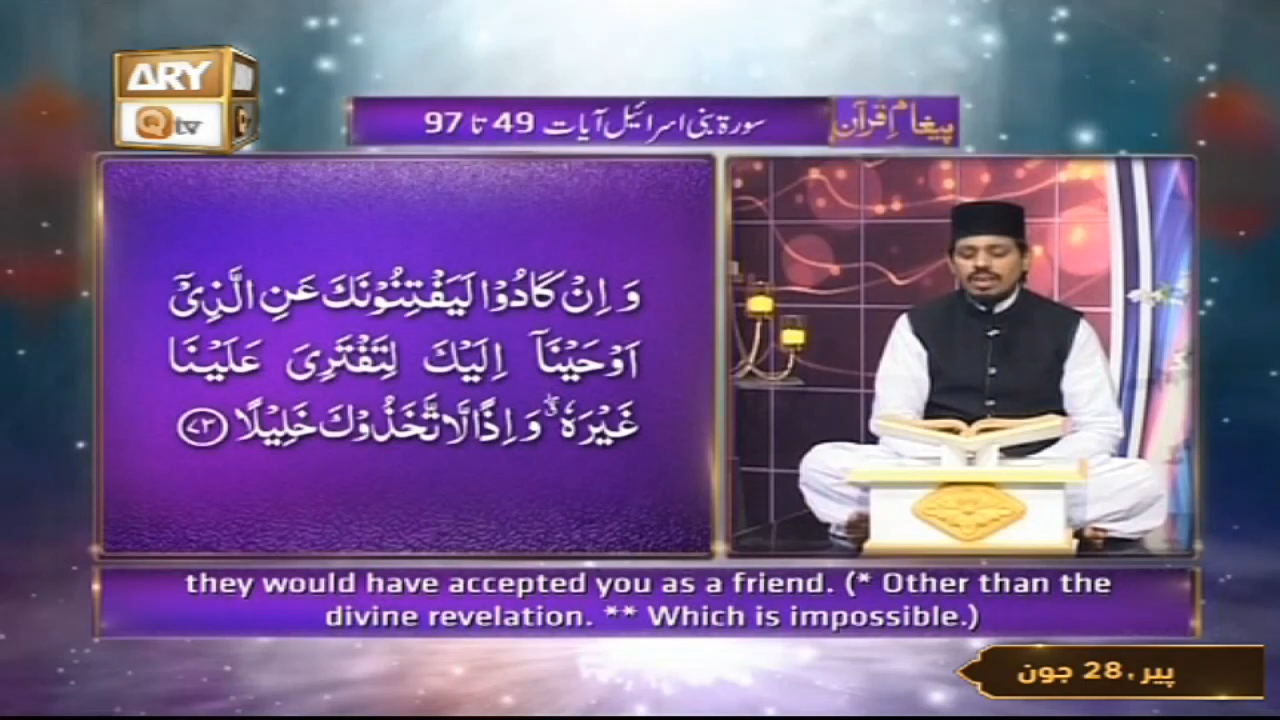 ARY
Qtv
پیغامِ قرآن
سورۃ بنی اسرائیل آیات 49 تا 97
وَ اِنْ كَادُوْا لَیَفْتِنُوْنَكَ عَنِ الَّذِیْۤ
اَوْحَیْنَاۤ اِلَیْكَ لِتَفْتَرِیَ عَلَیْنَا
غَیْرَهٗ ۖۗ وَ اِذًا لَّاتَّخَذُوْكَ خَلِیْلًا ﴿۷۳﴾
they would have accepted you as a friend. (* Other than the
divine revelation. ** Which is impossible.)
پیر، 28 جون